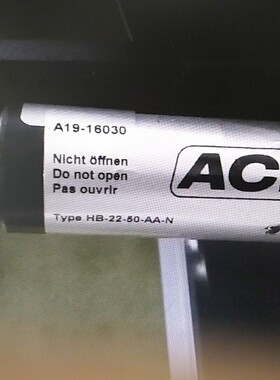 A19-16030
Nicht öffnen
Do not open
Pas ouvrir
AC
Type HB-22-50-AA-N